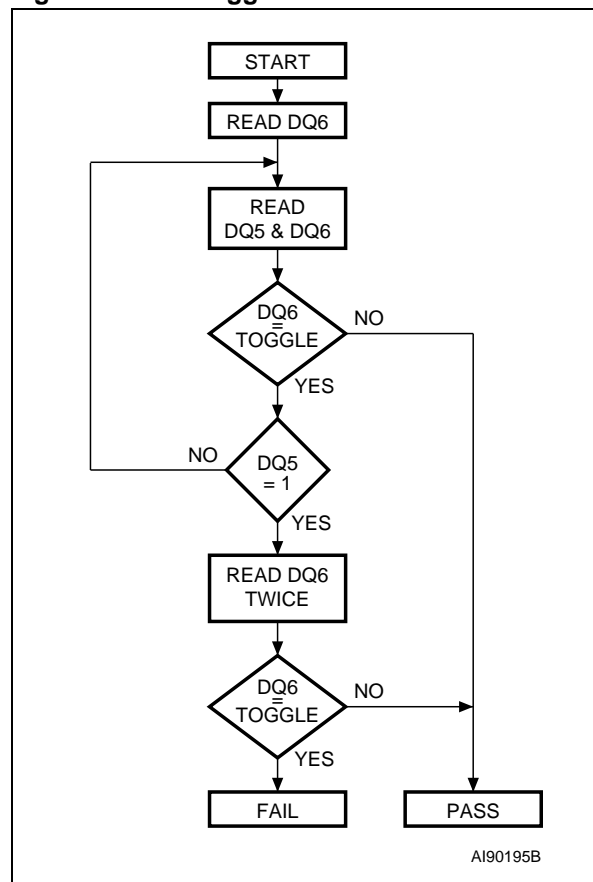 START
READ DQ6
READ
DQ5 & DQ6
DQ6
=
TOGGLE
NO
YES
NO
DQ5
= 1
YES
READ DQ6
TWICE
DQ6
=
TOGGLE
NO
YES
FAIL
PASS
AI90195B